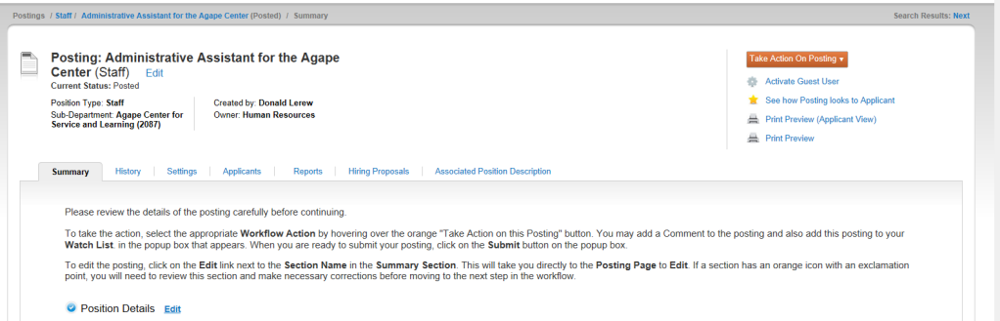 Postings / Staff / Administrative Assistant for the Agape Center (Posted) / Summary
Search Results: Next
Posting: Administrative Assistant for the Agape
Center (Staff) Edit
Current Status: Posted
Position Type: Staff
Sub-Department: Agape Center for
Service and Learning (2087)
Created by: Donald Lerew
Owner: Human Resources
Take Action On Posting ▾
Activate Guest User
See how Posting looks to Applicant
Print Preview (Applicant View)
Print Preview
Summary History Settings Applicants Reports Hiring Proposals Associated Position Description
Please review the details of the posting carefully before continuing.
To take the action, select the appropriate Workflow Action by hovering over the orange "Take Action on this Posting" button. You may add a Comment to the posting and also add this posting to your
Watch List. in the popup box that appears. When you are ready to submit your posting, click on the Submit button on the popup box.
To edit the posting, click on the Edit link next to the Section Name in the Summary Section. This will take you directly to the Posting Page to Edit. If a section has an orange icon with an exclamation
point, you will need to review this section and make necessary corrections before moving to the next step in the workflow.
Position Details Edit